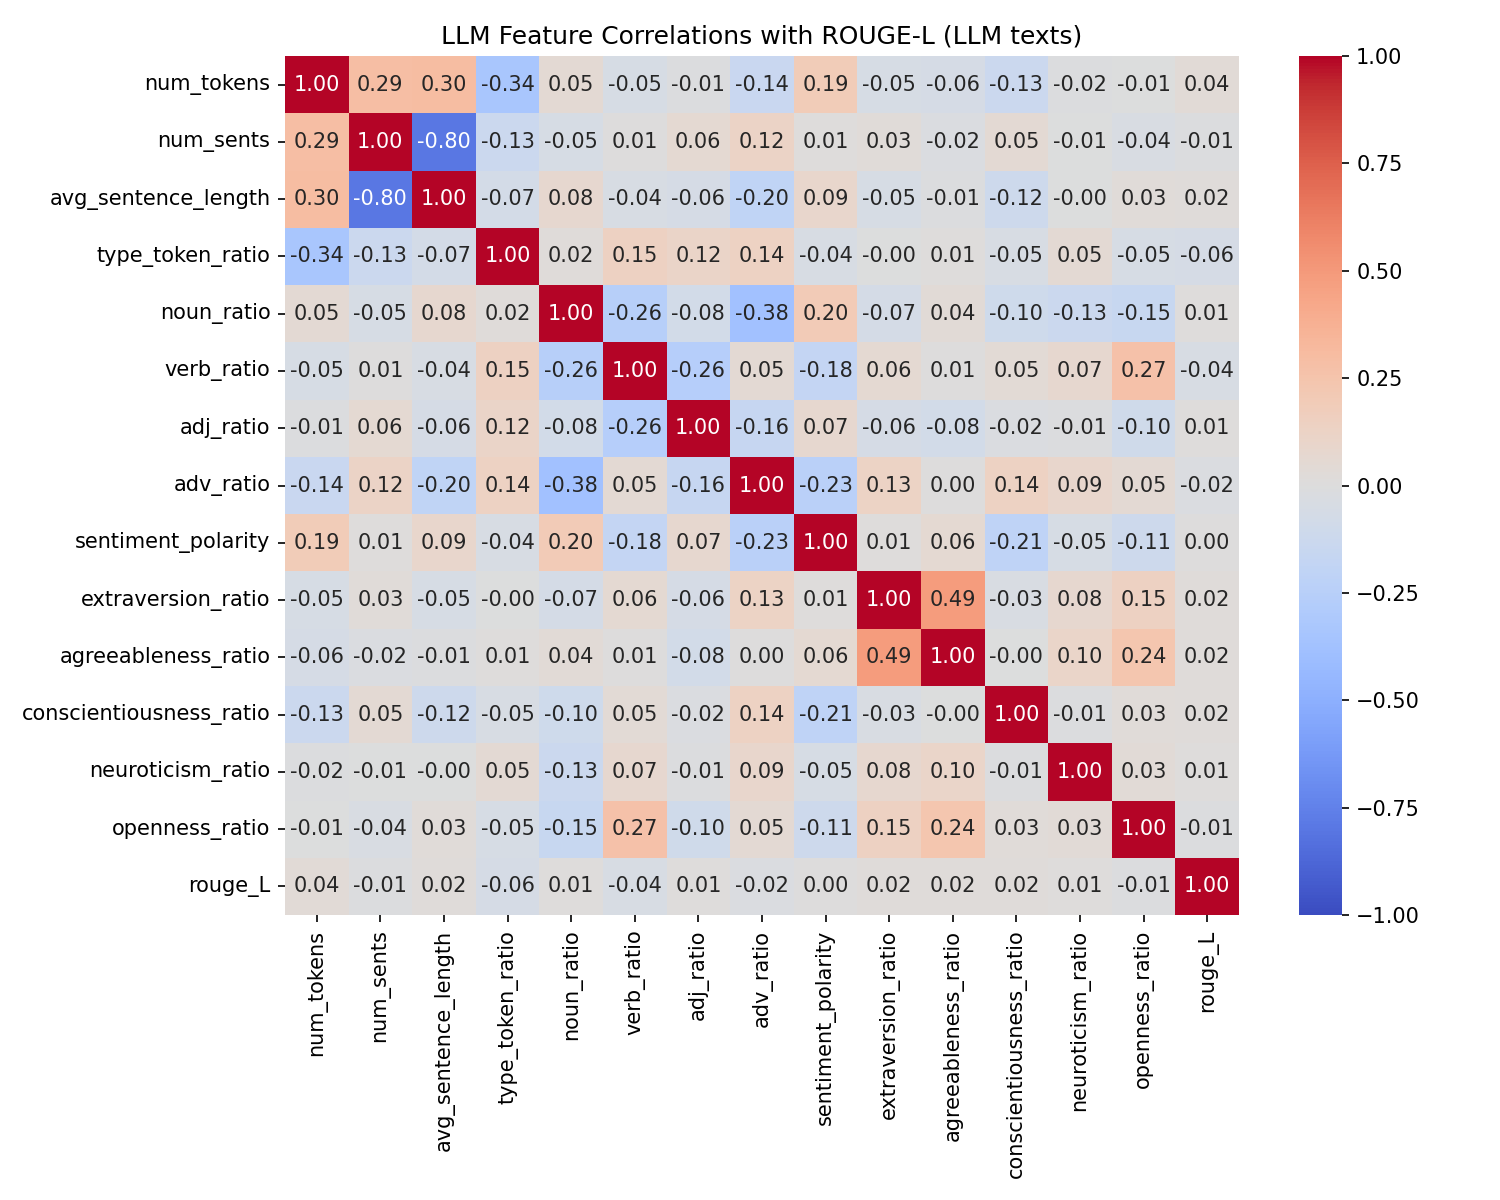 LLM Feature Correlations with ROUGE-L (LLM texts)
num_tokens 1.00 0.29 0.30 -0.34 0.05 -0.05 -0.01 -0.14 0.19 -0.05 -0.06 -0.13 -0.02 -0.01 0.04
num_sents 0.29 1.00 -0.80 -0.13 -0.05 0.01 0.06 0.12 0.01 0.03 -0.02 0.05 -0.01 -0.04 -0.01
avg_sentence_length 0.30 -0.80 1.00 -0.07 0.08 -0.04 -0.06 -0.20 0.09 -0.05 -0.01 -0.12 -0.00 0.03 0.02
type_token_ratio -0.34 -0.13 -0.07 1.00 0.02 0.15 0.12 0.14 -0.04 -0.00 0.01 -0.05 0.05 -0.05 -0.06
noun_ratio 0.05 -0.05 0.08 0.02 1.00 -0.26 -0.08 -0.38 0.20 -0.07 0.04 -0.10 -0.13 -0.15 0.01
verb_ratio -0.05 0.01 -0.04 0.15 -0.26 1.00 -0.26 0.05 -0.18 0.06 0.01 0.05 0.07 0.27 -0.04
adj_ratio -0.01 0.06 -0.06 0.12 -0.08 -0.26 1.00 -0.16 0.07 -0.06 -0.08 -0.02 -0.01 -0.10 0.01
adv_ratio -0.14 0.12 -0.20 0.14 -0.38 0.05 -0.16 1.00 -0.23 0.13 0.00 0.14 0.09 0.05 -0.02
sentiment_polarity 0.19 0.01 0.09 -0.04 0.20 -0.18 0.07 -0.23 1.00 0.01 0.06 -0.21 -0.05 -0.11 0.00
extraversion_ratio -0.05 0.03 -0.05 -0.00 -0.07 0.06 -0.06 0.13 0.01 1.00 0.49 -0.03 0.08 0.15 0.02
agreeableness_ratio -0.06 -0.02 -0.01 0.01 0.04 0.01 -0.08 0.00 0.06 0.49 1.00 -0.00 0.10 0.24 0.02
conscientiousness_ratio -0.13 0.05 -0.12 -0.05 -0.10 0.05 -0.02 0.14 -0.21 -0.03 -0.00 1.00 -0.01 0.03 0.02
neuroticism_ratio -0.02 -0.01 -0.00 0.05 -0.13 0.07 -0.01 0.09 -0.05 0.08 0.10 -0.01 1.00 0.03 0.01
openness_ratio -0.01 -0.04 0.03 -0.05 -0.15 0.27 -0.10 0.05 -0.11 0.15 0.24 0.03 0.03 1.00 -0.01
rouge_L 0.04 -0.01 0.02 -0.06 0.01 -0.04 0.01 -0.02 0.00 0.02 0.02 0.02 0.01 -0.01 1.00
num_tokens
num_sents
avg_sentence_length
type_token_ratio
noun_ratio
verb_ratio
adj_ratio
adv_ratio
sentiment_polarity
extraversion_ratio
agreeableness_ratio
conscientiousness_ratio
neuroticism_ratio
openness_ratio
rouge_L
1.00
0.75
0.50
0.25
0.00
−0.25
−0.50
−0.75
−1.00